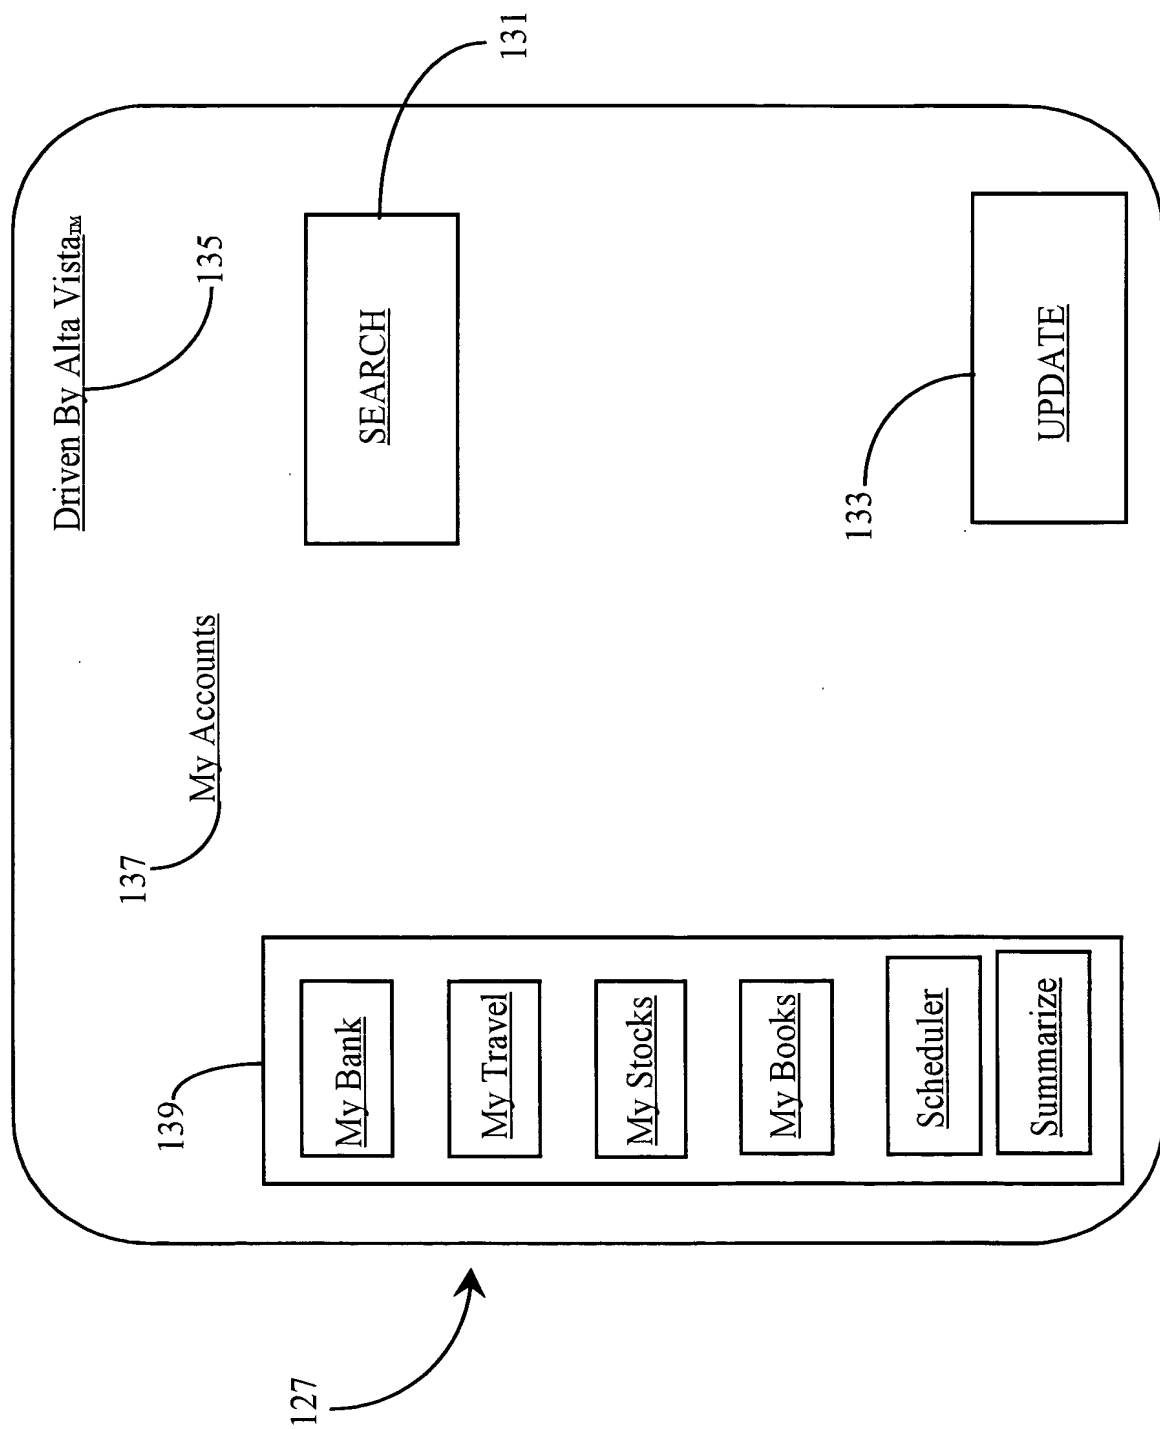 Driven By Alta Vista™
135
137
My Accounts
139
131
My Bank
SEARCH
My Travel
127
My Stocks
My Books
133
Scheduler
UPDATE
Summarize